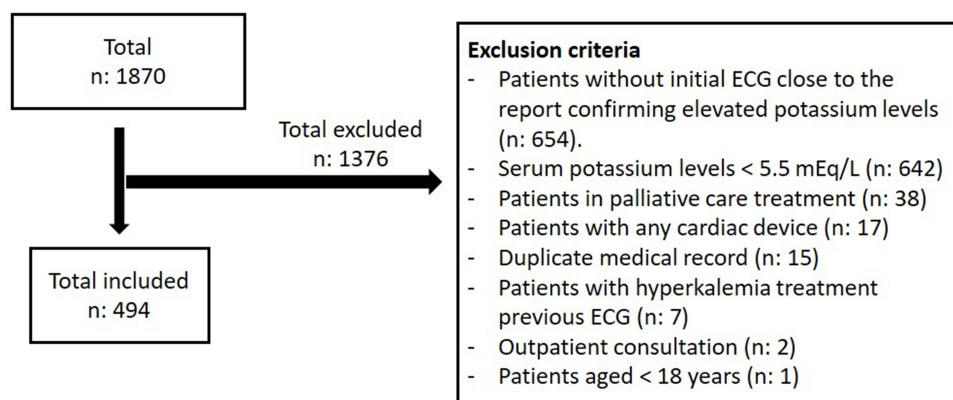 Total
n: 1870
Total excluded
n: 1376
Total included
n: 494
Exclusion criteria
- Patients without initial ECG close to the
report confirming elevated potassium levels
(n: 654).
- Serum potassium levels < 5.5 mEq/L (n: 642)
- Patients in palliative care treatment (n: 38)
- Patients with any cardiac device (n: 17)
- Duplicate medical record (n: 15)
- Patients with hyperkalemia treatment
previous ECG (n: 7)
- Outpatient consultation (n: 2)
- Patients aged < 18 years (n: 1)